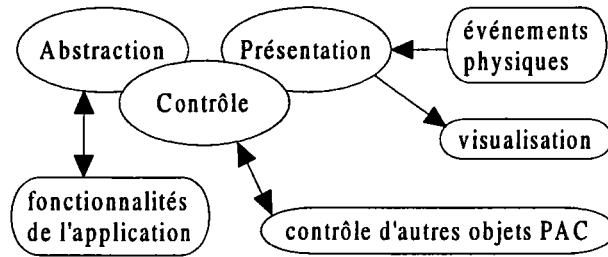 Abstraction
Présentation
événements
physiques
Contrôle
visualisation
fonctionnalités
de l'application
contrôle d'autres objets PAC